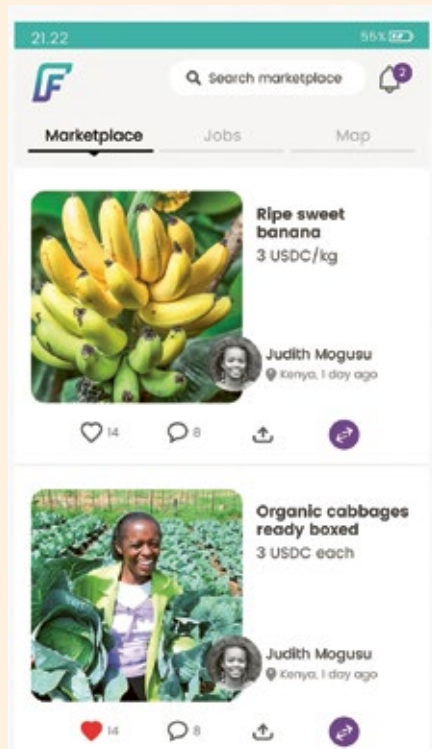 21.22
55%
F
Search marketplace
2
Marketplace
Jobs
Map
Ripe sweet
banana
3 USDC/kg
Judith Mogusu
Kenya, 1 day ago
14
8
Organic cabbages
ready boxed
3 USDC each
Judith Mogusu
Kenya, 1 day ago
14
8